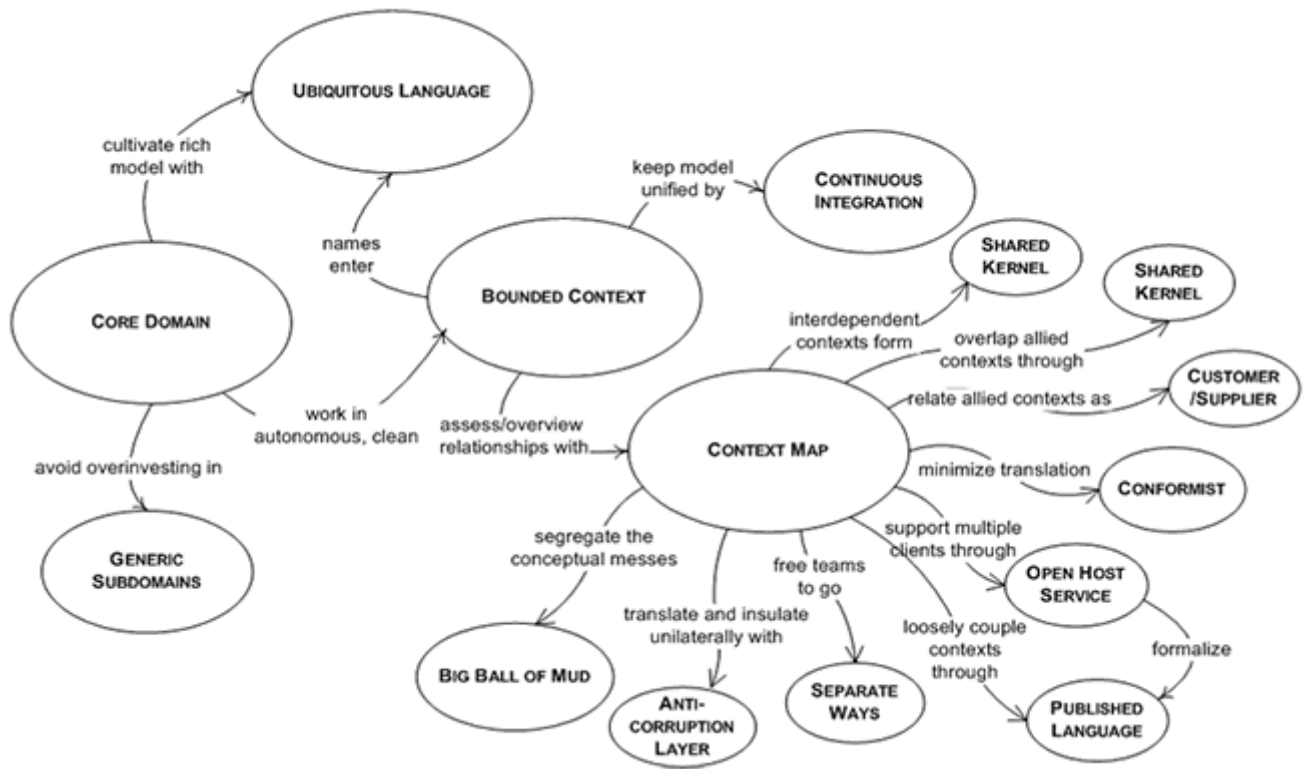 UBIQUITOUS LANGUAGE
cultivate rich
model with
keep model
unified by
CONTINUOUS
INTEGRATION
names
enter
SHARED
KERNEL
SHARED
KERNEL
BOUNDED CONTEXT
CORE DOMAIN
interdependent
contexts form
overlap allied
contexts through
CUSTOMER
/SUPPLIER
relate allied contexts as
work in
autonomous, clean
assess/overview
relationships with
CONTEXT MAP
avoid overinvesting in
minimize translation
CONFORMIST
GENERIC
SUBDOMAINS
segregate the
conceptual messes
support multiple
clients through
free teams
to go
OPEN HOST
SERVICE
translate and insulate
unilaterally with
loosely couple
contexts
through
formalize
BIG BALL OF MUD
ANTI-
CORRUPTION
LAYER
SEPARATE
WAYS
PUBLISHED
LANGUAGE